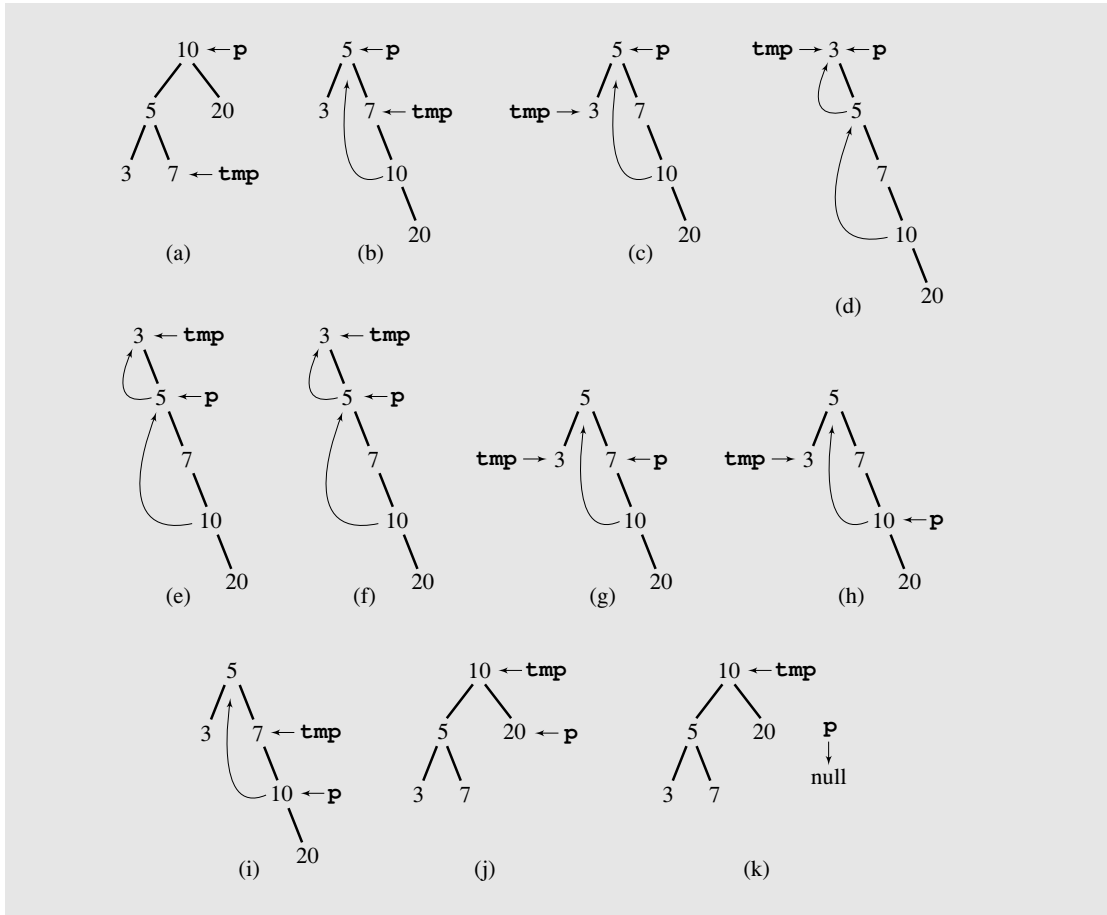 10 p 5 p 5 p tmp 3 p
5 20 3 7 tmp tmp 3 7 5
3 7 tmp 10 10 7
20 20 10
(a) (b) (c)
20
(d)
3 tmp 3 tmp
5 p 5 p 5 5
7 7 tmp 3 7 p tmp 3 7
10 10 10 10 p
20 20 20 20
(e) (f) (g) (h)
5 10 tmp 10 tmp
3 7 tmp 5 20 p 5 20 p
10 p 3 7 3 7 null
20
(i) (j) (k)